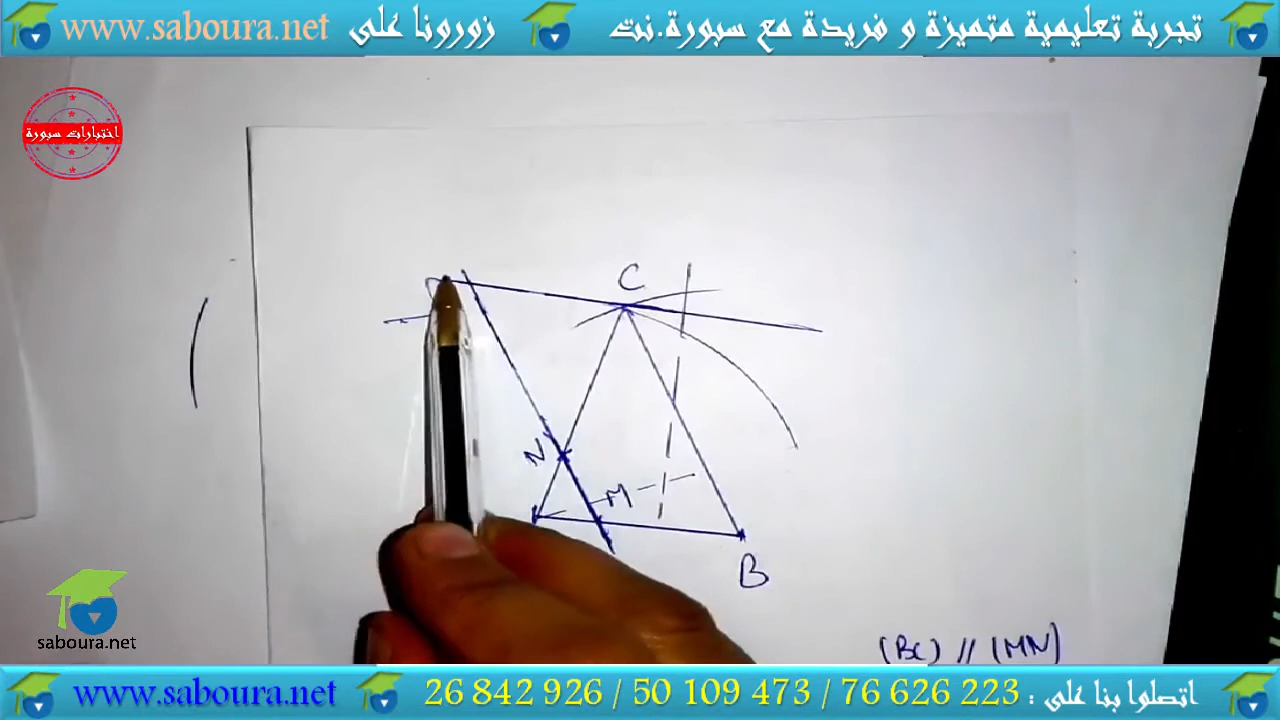 تجربة تعليمية متميزة و فريدة مع سبورة.نت زورونا على www.saboura.net
اختبارات سبورة
C
N
M
B
(BC) // (MN)
saboura.net
اتصلوا بنا على : 223 626 76 / 473 109 50 / 926 842 26 www.saboura.net